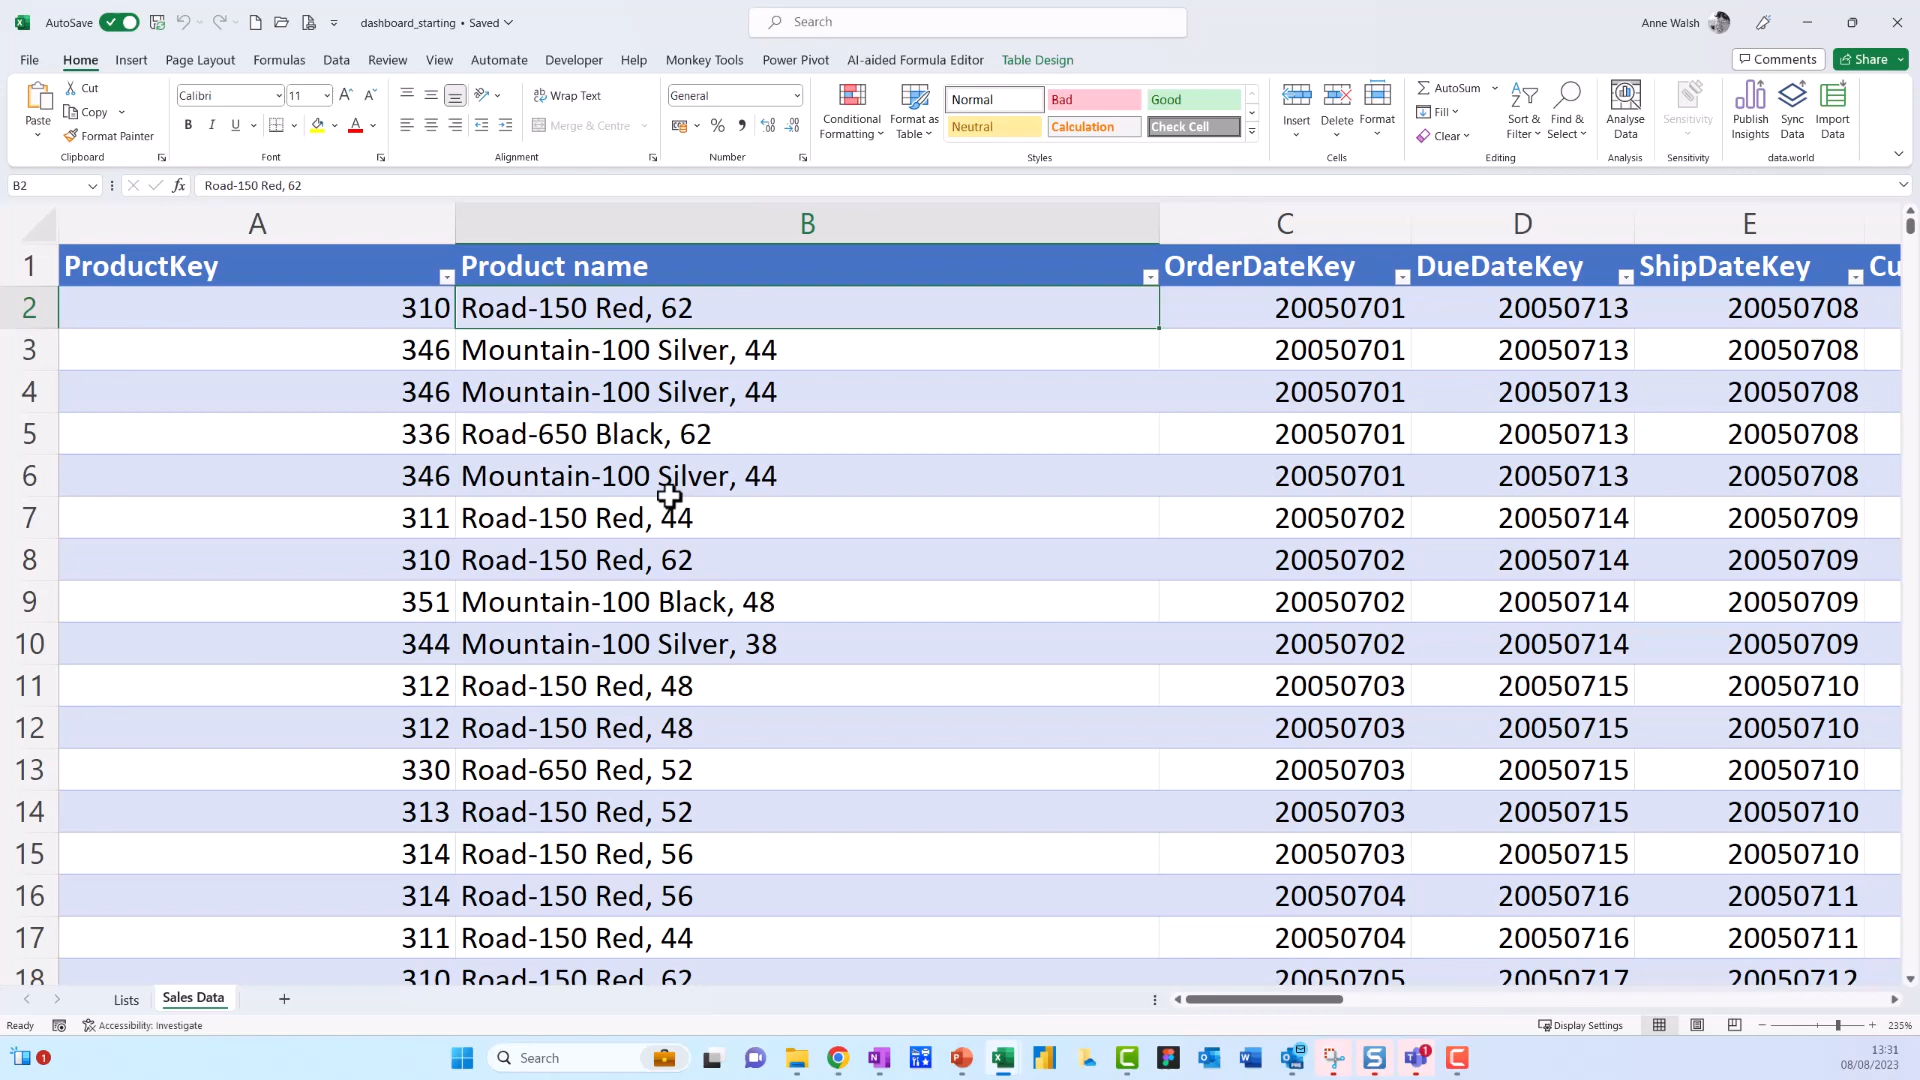 AutoSave dashboard_starting • Saved Search Anne Walsh
File Home Insert Page Layout Formulas Data Review View Automate Developer Help Monkey Tools Power Pivot AI-aided Formula Editor Table Design Comments Share
Paste Cut Copy Format Painter Clipboard
Calibri 11 B I U A Font
Wrap Text Merge & Centre Alignment
General % Number
Conditional Formatting Format as Table
Normal Bad Good
Neutral Calculation Check Cell
Styles
Insert Delete Format Cells
AutoSum Fill Clear Sort & Filter Find & Select Editing
Analyse Data Analysis
Sensitivity Sensitivity
Publish Insights Sync Data Import Data data.world
B2 fx Road-150 Red, 62
A B C D E
1 ProductKey Product name OrderDateKey DueDateKey ShipDateKey Cu
2 310 Road-150 Red, 62 20050701 20050713 20050708
3 346 Mountain-100 Silver, 44 20050701 20050713 20050708
4 346 Mountain-100 Silver, 44 20050701 20050713 20050708
5 336 Road-650 Black, 62 20050701 20050713 20050708
6 346 Mountain-100 Silver, 44 20050701 20050713 20050708
7 311 Road-150 Red, 44 20050702 20050714 20050709
8 310 Road-150 Red, 62 20050702 20050714 20050709
9 351 Mountain-100 Black, 48 20050702 20050714 20050709
10 344 Mountain-100 Silver, 38 20050702 20050714 20050709
11 312 Road-150 Red, 48 20050703 20050715 20050710
12 312 Road-150 Red, 48 20050703 20050715 20050710
13 330 Road-650 Red, 52 20050703 20050715 20050710
14 313 Road-150 Red, 52 20050703 20050715 20050710
15 314 Road-150 Red, 56 20050703 20050715 20050710
16 314 Road-150 Red, 56 20050704 20050716 20050711
17 311 Road-150 Red, 44 20050704 20050716 20050711
18 310 Road-150 Red, 62 20050705 20050717 20050712
Lists Sales Data
Ready Accessibility: Investigate Display Settings 235%
1 Search 1 13:31
08/08/2023